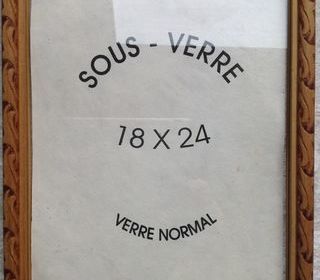 SOUS - VERRE
18 X 24
VERRE NORMAL